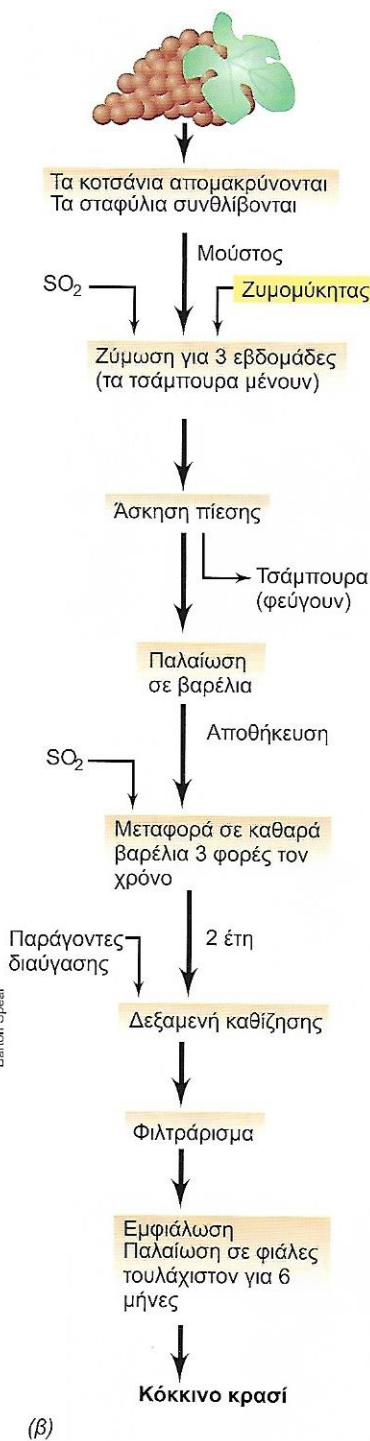 Τα κοτσάνια απομακρύνονται
Τα σταφύλια συνθλίβονται
Μούστος
SO2
Ζυμομύκητας
Ζύμωση για 3 εβδομάδες
(τα τσάμπουρα μένουν)
Άσκηση πίεσης
Τσάμπουρα
(φεύγουν)
Παλαίωση
σε βαρέλια
Αποθήκευση
SO2
Μεταφορά σε καθαρά
βαρέλια 3 φορές τον
χρόνο
Παράγοντες
διαύγασης
2 έτη
Δεξαμενή καθίζησης
Φιλτράρισμα
Εμφιάλωση
Παλαίωση σε φιάλες
τουλάχιστον για 6
μήνες
Κόκκινο κρασί
(β)